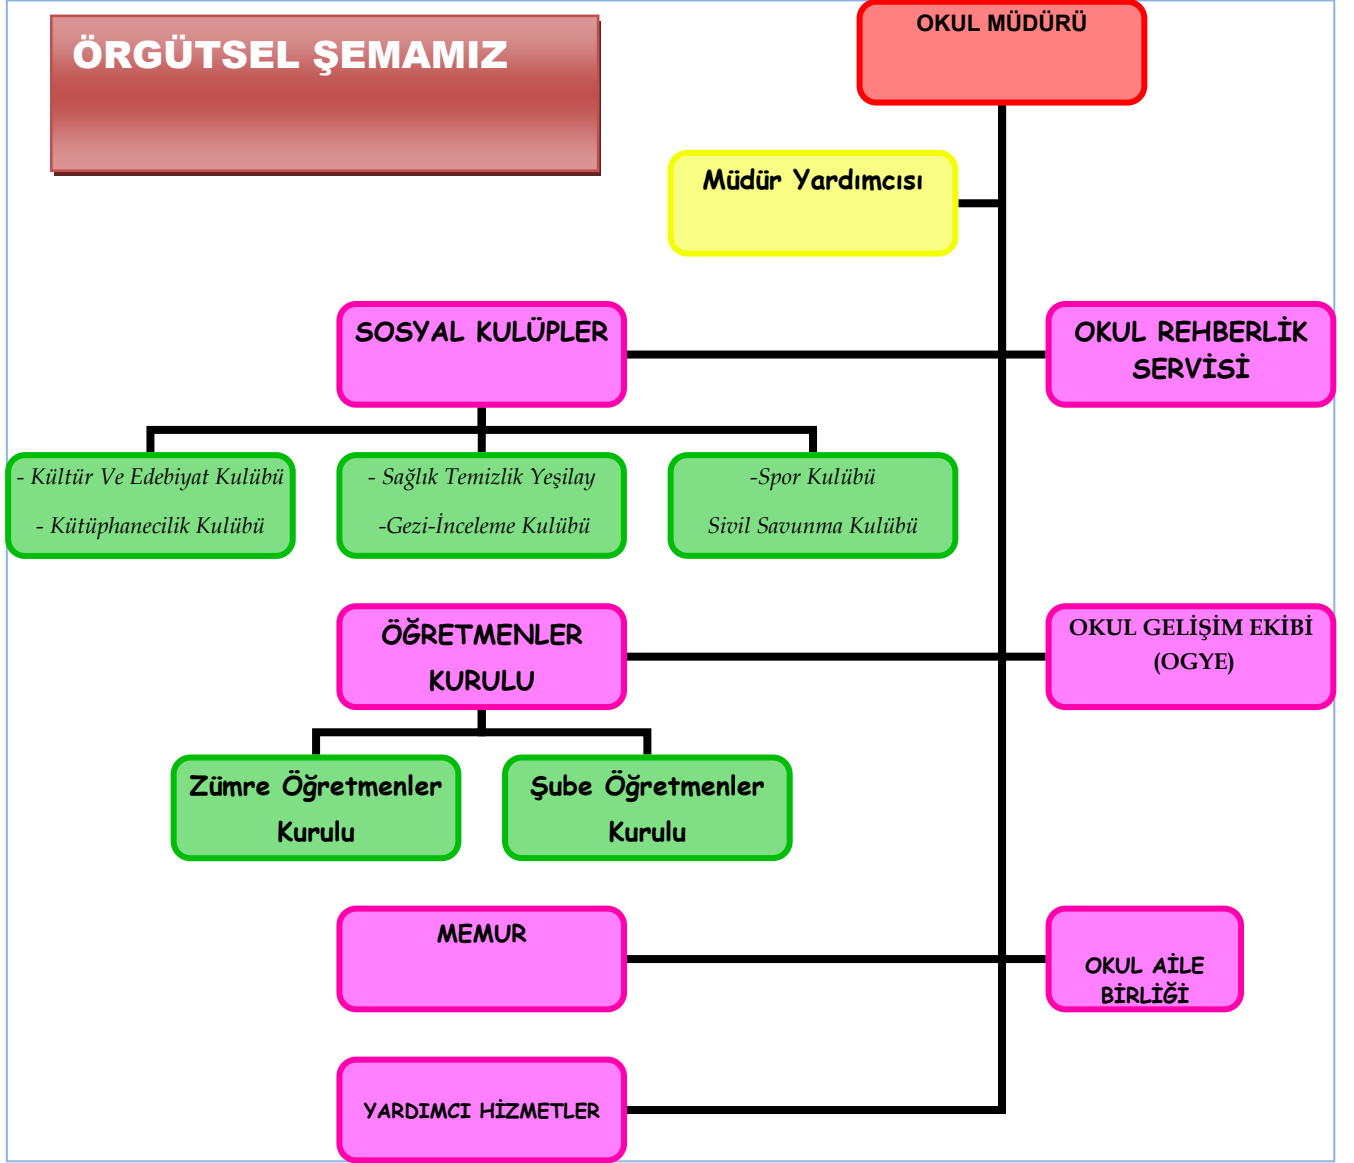 ÖRGÜTSEL ŞEMAMIZ
OKUL MÜDÜRÜ
Müdür Yardımcısı
SOSYAL KULÜPLER
OKUL REHBERLİK
SERVİSİ
- Kültür Ve Edebiyat Kulübü
- Kütüphanecilik Kulübü
- Sağlık Temizlik Yeşilay
-Gezi-İnceleme Kulübü
-Spor Kulübü
Sivil Savunma Kulübü
ÖĞRETMENLER
KURULU
OKUL GELİŞİM EKİBİ
(OGYE)
Zümre Öğretmenler
Kurulu
Şube Öğretmenler
Kurulu
MEMUR
OKUL AİLE
BİRLİĞİ
YARDIMCI HİZMETLER